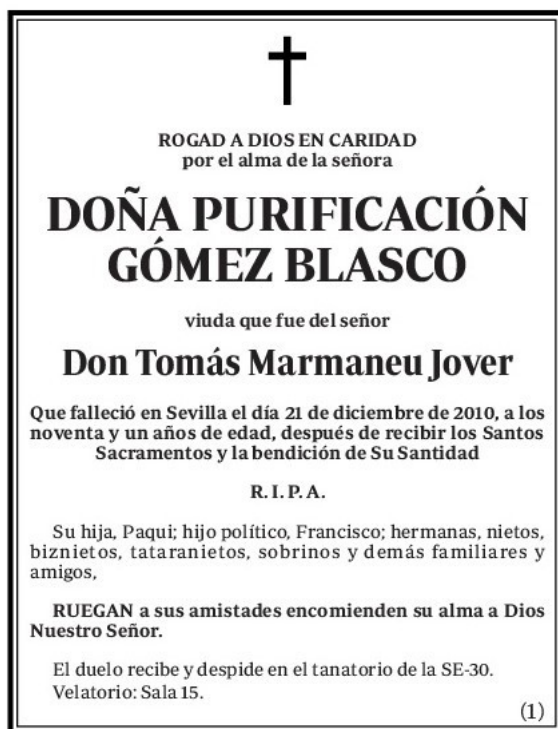 ROGAD A DIOS EN CARIDAD
por el alma de la señora
DOÑA PURIFICACIÓN
GÓMEZ BLASCO
viuda que fue del señor
Don Tomás Marmaneu Jover
Que falleció en Sevilla el día 21 de diciembre de 2010, a los
noventa y un años de edad, después de recibir los Santos
Sacramentos y la bendición de Su Santidad
R. I. P. A.
Su hija, Paqui; hijo político, Francisco; hermanas, nietos,
biznietos, tataranietos, sobrinos y demás familiares y
amigos,
RUEGAN a sus amistades encomienden su alma a Dios
Nuestro Señor.
El duelo recibe y despide en el tanatorio de la SE-30.
Velatorio: Sala 15.
(1)